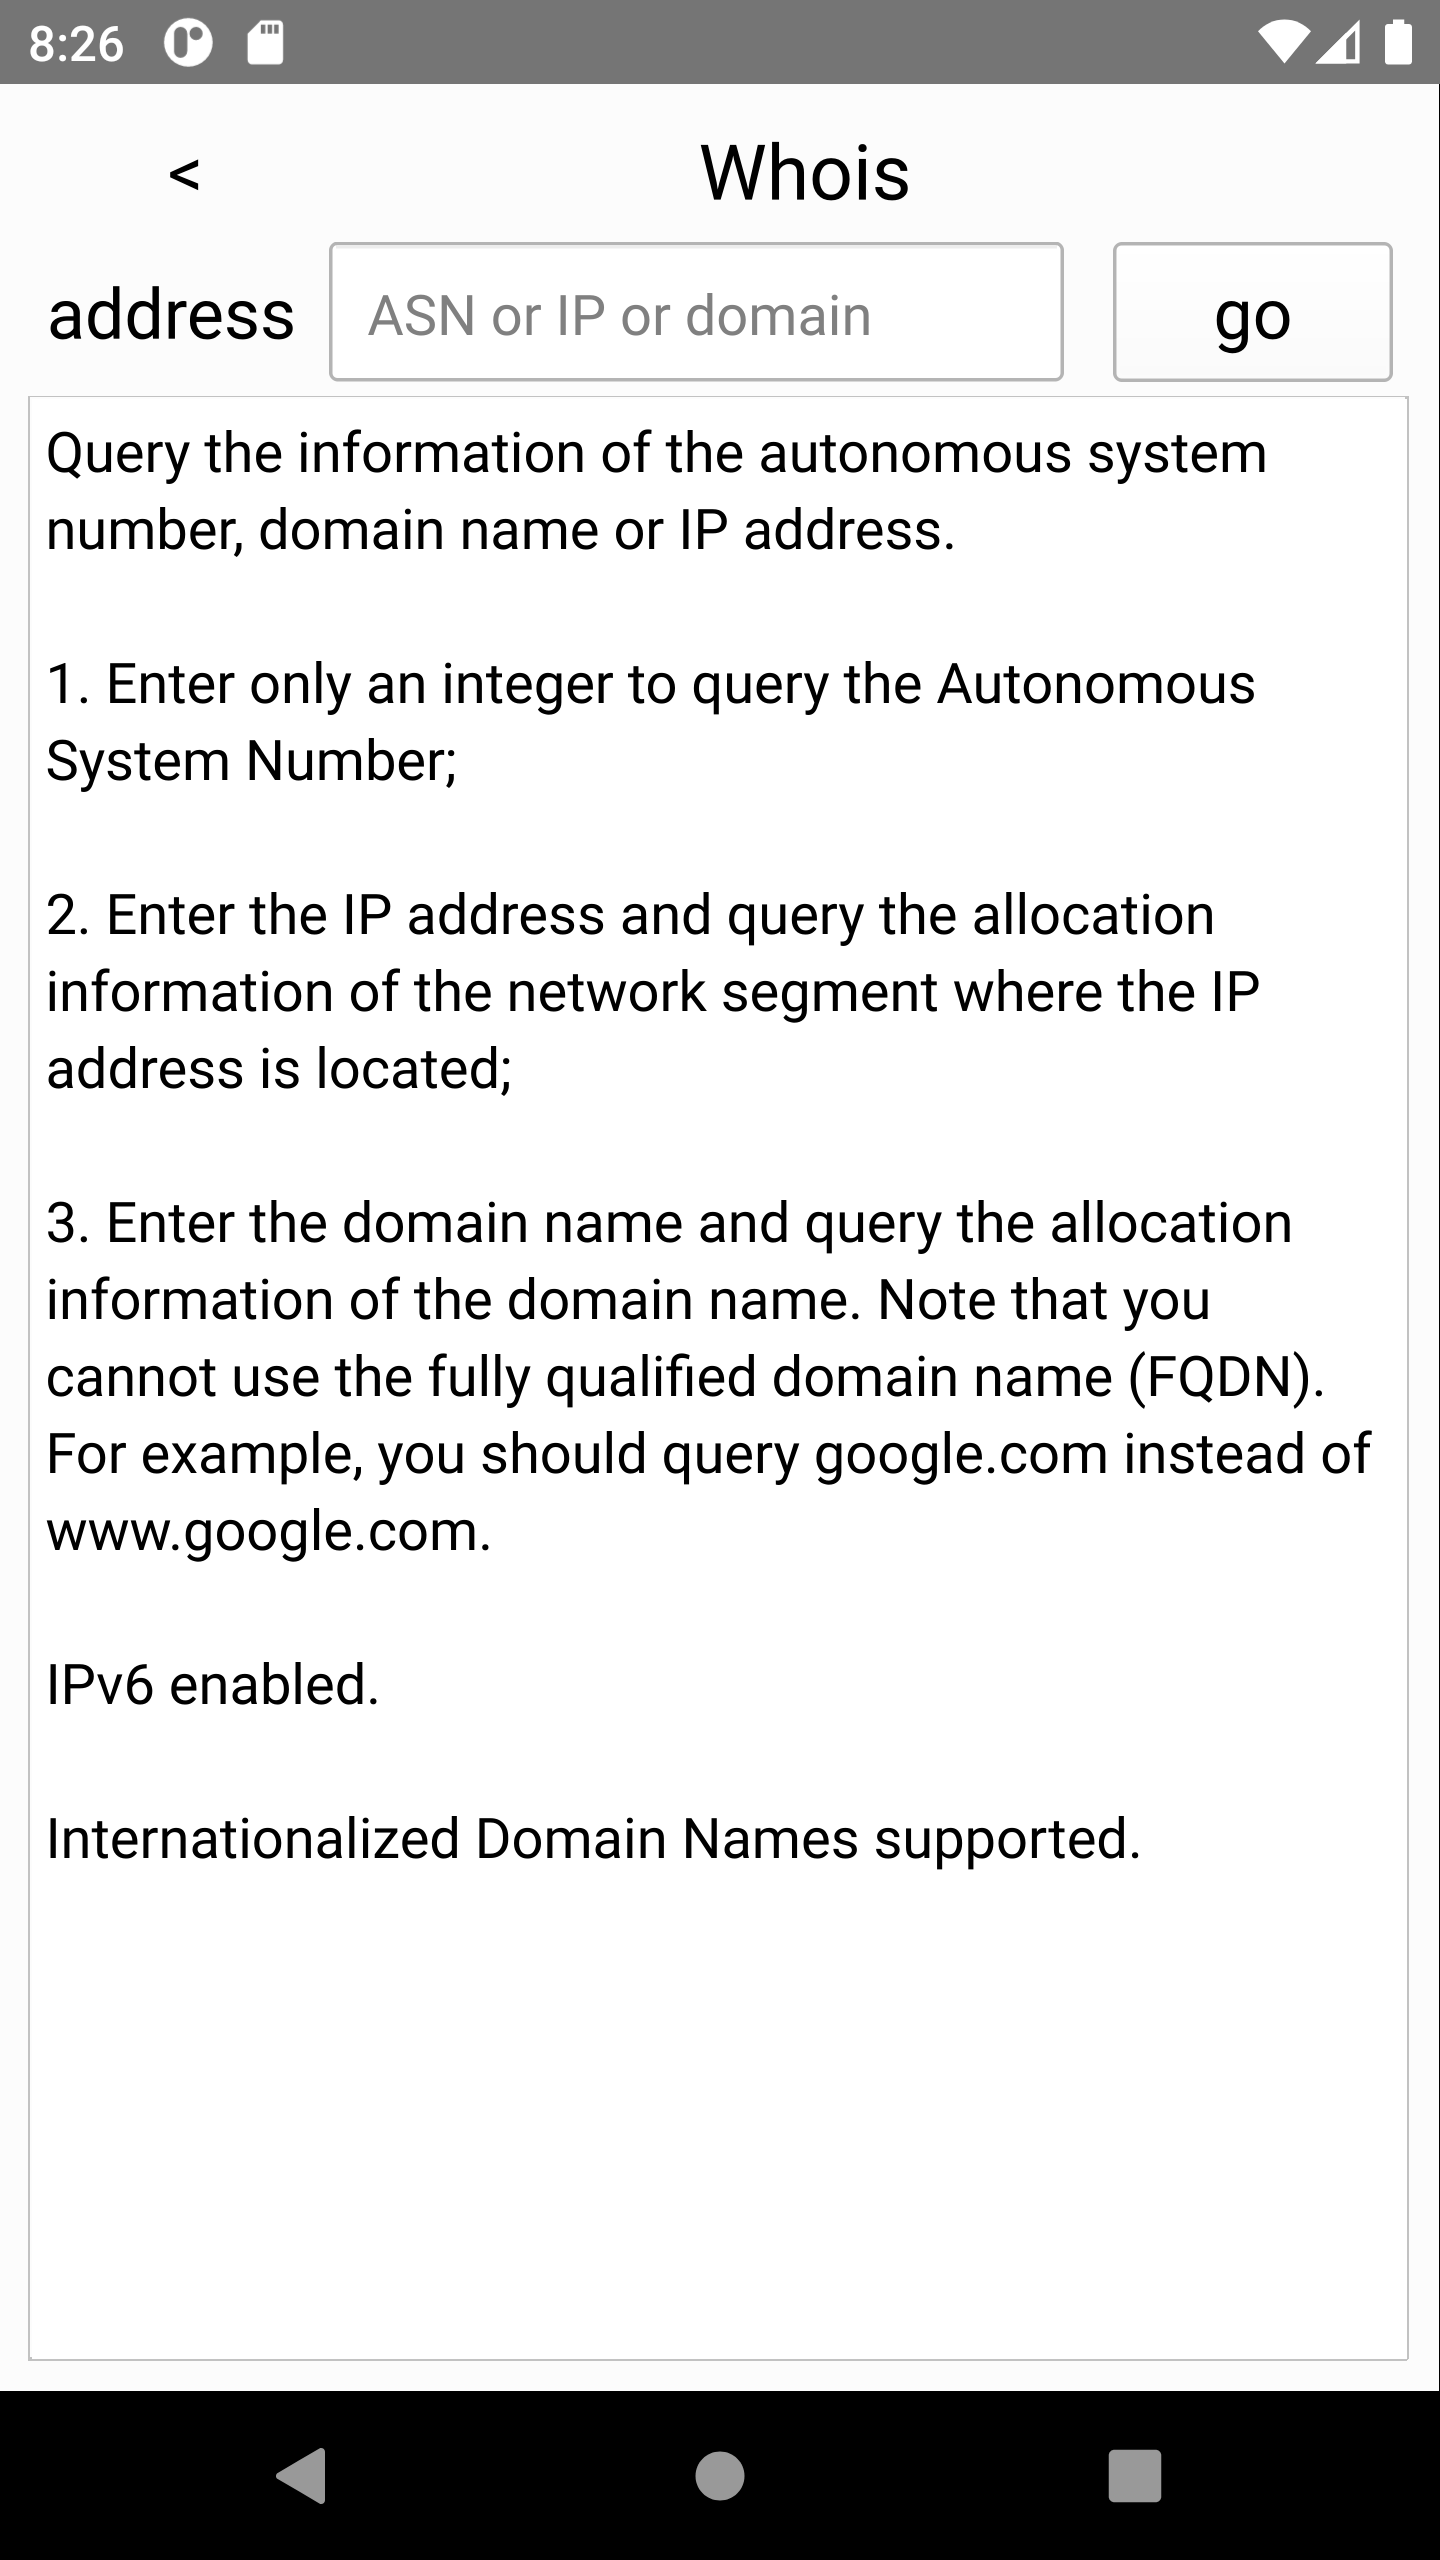 8:26
< Whois
address ASN or IP or domain go
Query the information of the autonomous system
number, domain name or IP address.
1. Enter only an integer to query the Autonomous
System Number;
2. Enter the IP address and query the allocation
information of the network segment where the IP
address is located;
3. Enter the domain name and query the allocation
information of the domain name. Note that you
cannot use the fully qualified domain name (FQDN).
For example, you should query google.com instead of
www.google.com.
IPv6 enabled.
Internationalized Domain Names supported.